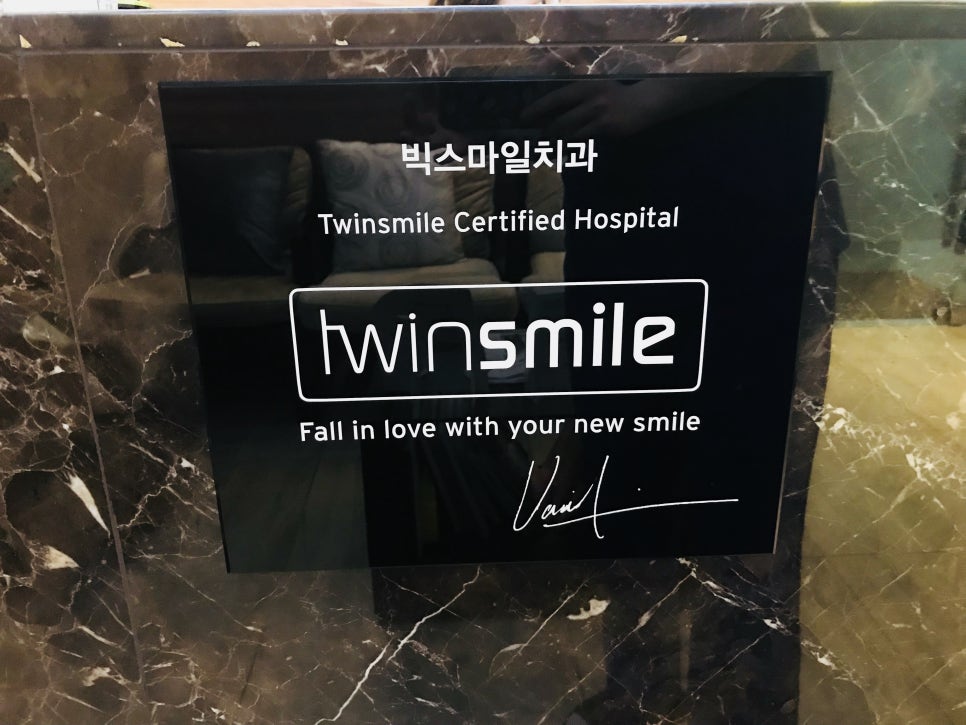 빅스마일치과
Twinsmile Certified Hospital
twinsmile
Fall in love with your new smile